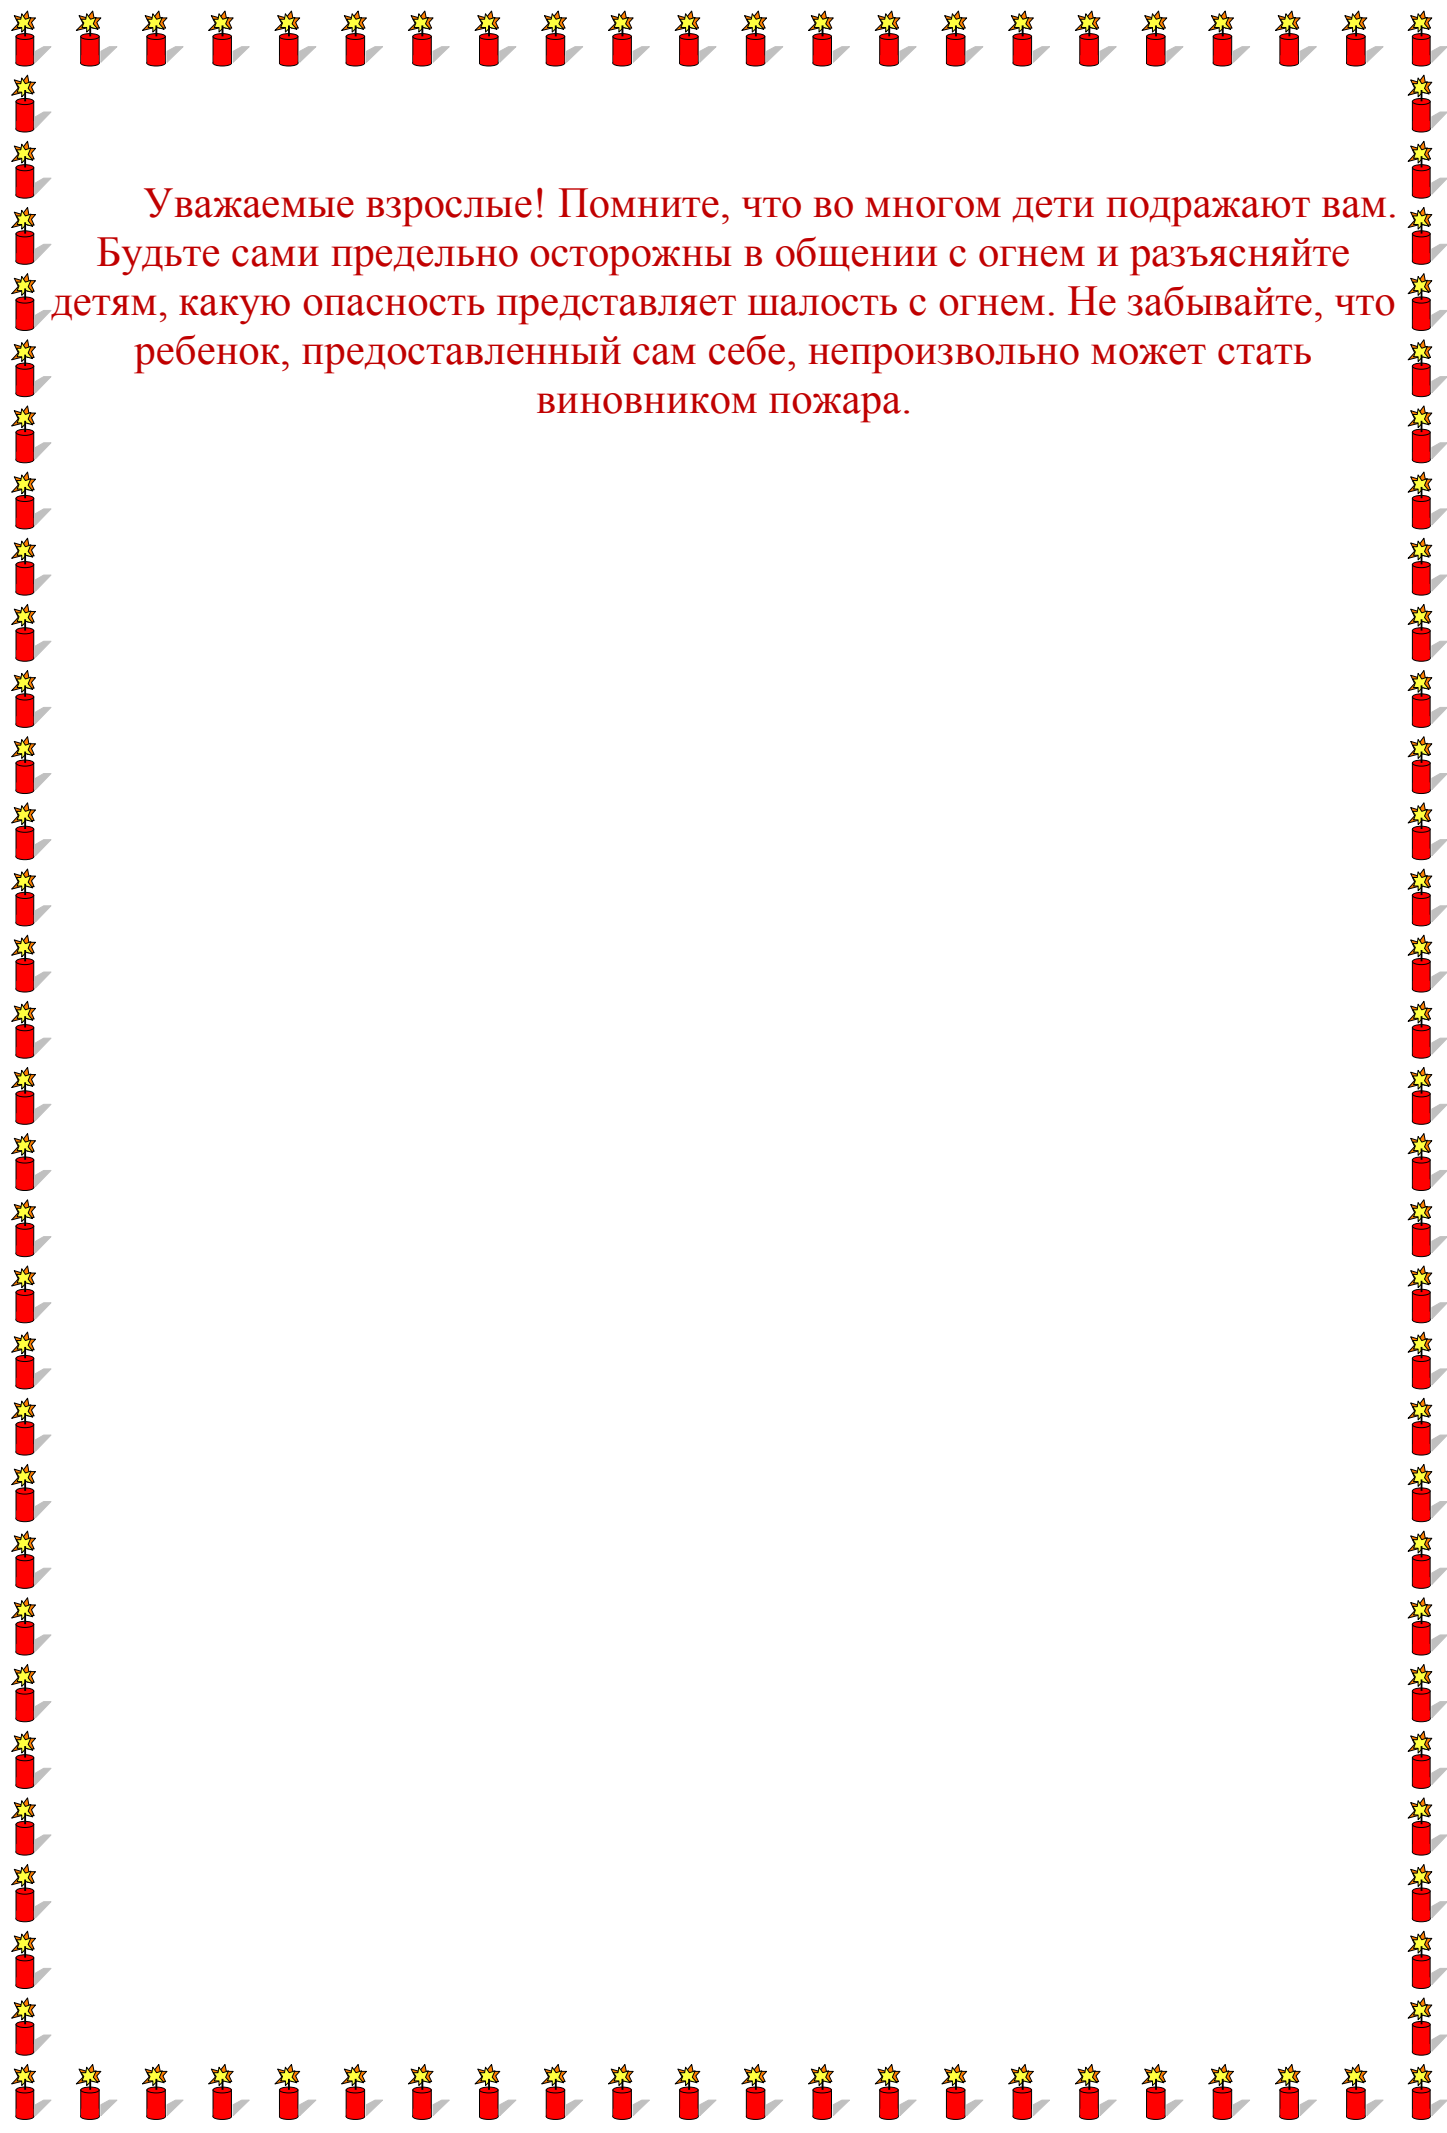 Уважаемые взрослые! Помните, что во многом дети подражают вам.
Будьте сами предельно осторожны в общении с огнем и разъясняйте
детям, какую опасность представляет шалость с огнем. Не забывайте, что
ребенок, предоставленный сам себе, непроизвольно может стать
виновником пожара.